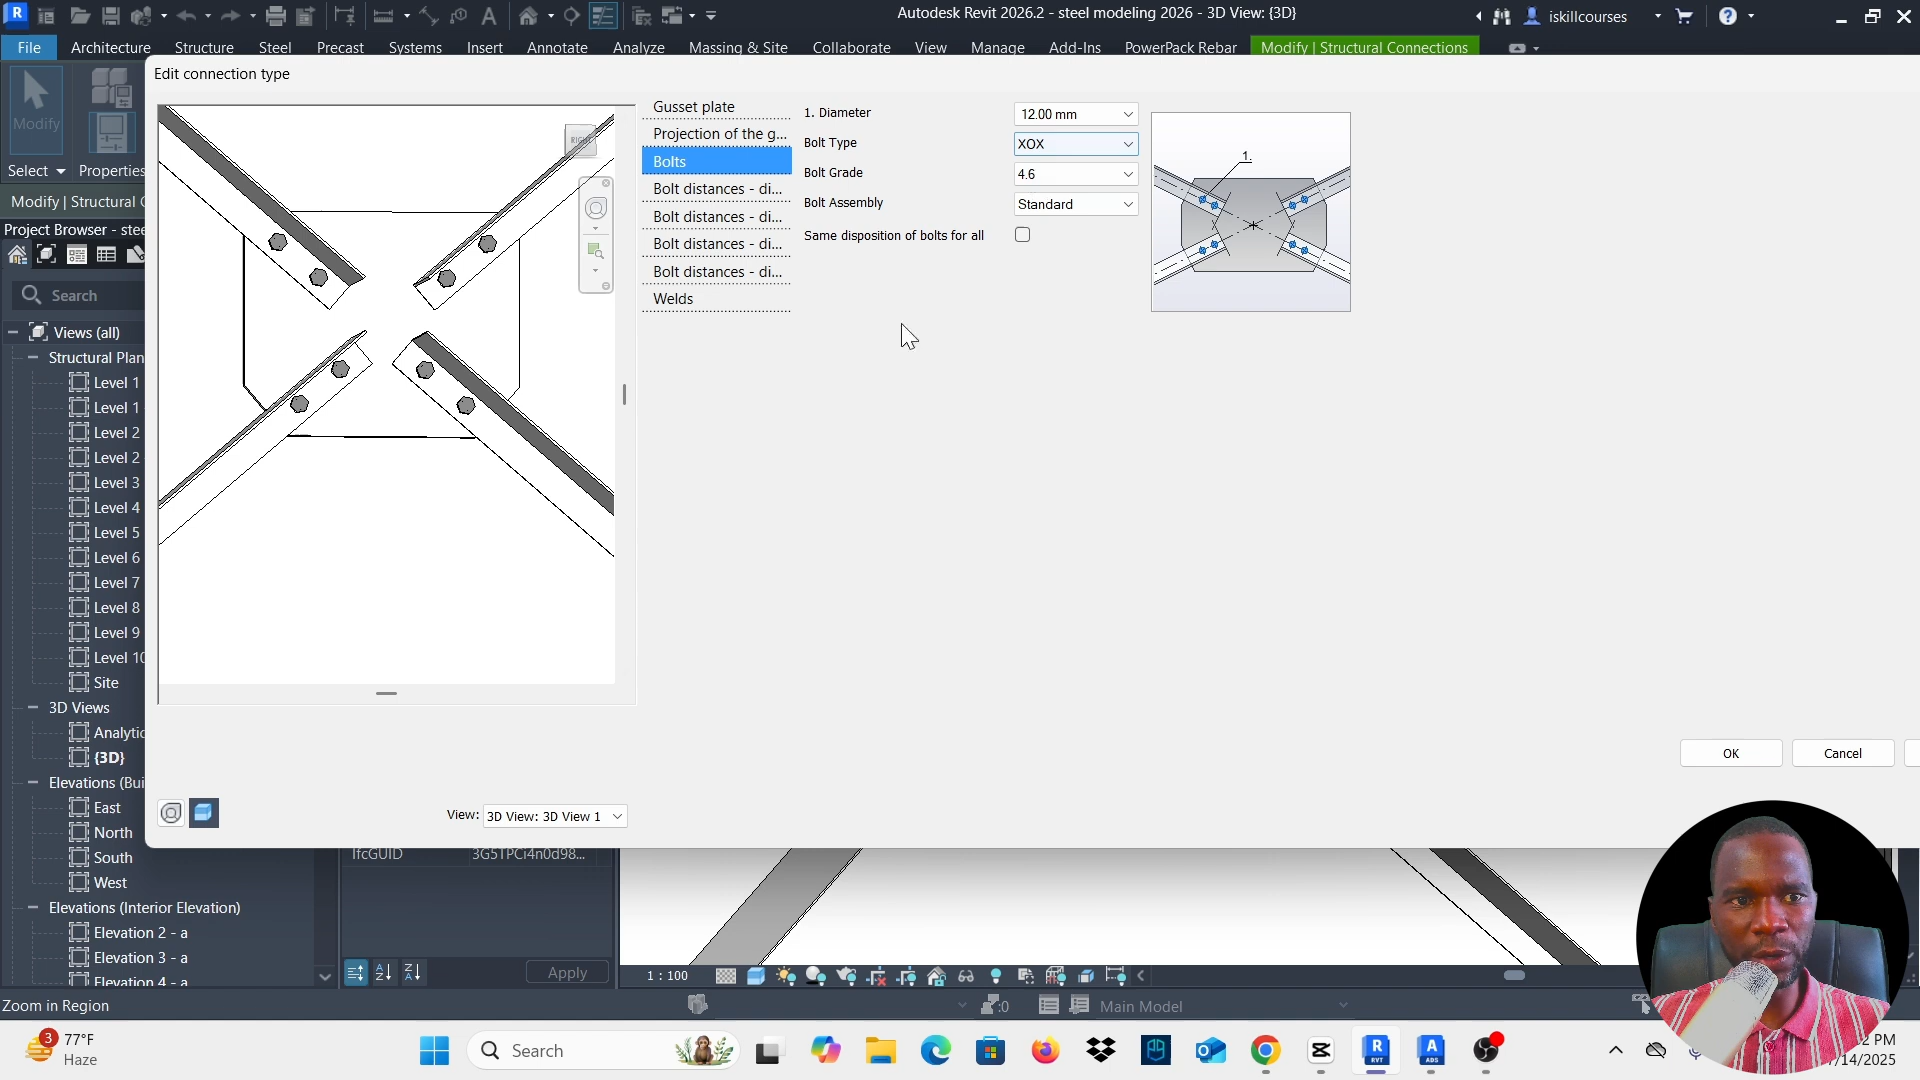 Autodesk Revit 2026.2 - steel modeling 2026 - 3D View: {3D}
iskillcourses
File Architecture Structure Steel Precast Systems Insert Annotate Analyze Massing & Site Collaborate View Manage Add-Ins PowerPack Rebar Modify | Structural Connections
Edit connection type
Modify
Select
Properties
Modify | Structural
Project Browser - stee
Search
Views (all)
Structural Plan
Level 1
Level 1
Level 2
Level 2
Level 3
Level 4
Level 5
Level 6
Level 7
Level 8
Level 9
Level 10
Site
3D Views
Analytic
{3D}
Elevations (Bui
East
North
South
West
Elevations (Interior Elevation)
Elevation 2 - a
Elevation 3 - a
Elevation 4 - a
Zoom in Region
RIGHT
Gusset plate
Projection of the g...
Bolts
Bolt distances - di...
Bolt distances - di...
Bolt distances - di...
Bolt distances - di...
Welds
1. Diameter 12.00 mm
Bolt Type XOX
Bolt Grade 4.6
Bolt Assembly Standard
Same disposition of bolts for all
1.
OK
Cancel
View: 3D View: 3D View 1
IfcGUID 3G5TPCi4n0d98...
Apply
1 : 100
:0
Main Model
3
77°F
Haze
Search
2 PM
/14/2025